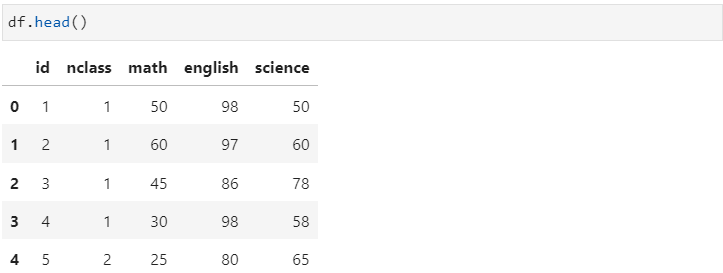 df.head()
id nclass math english science
0 1 1 50 98 50
1 2 1 60 97 60
2 3 1 45 86 78
3 4 1 30 98 58
4 5 2 25 80 65